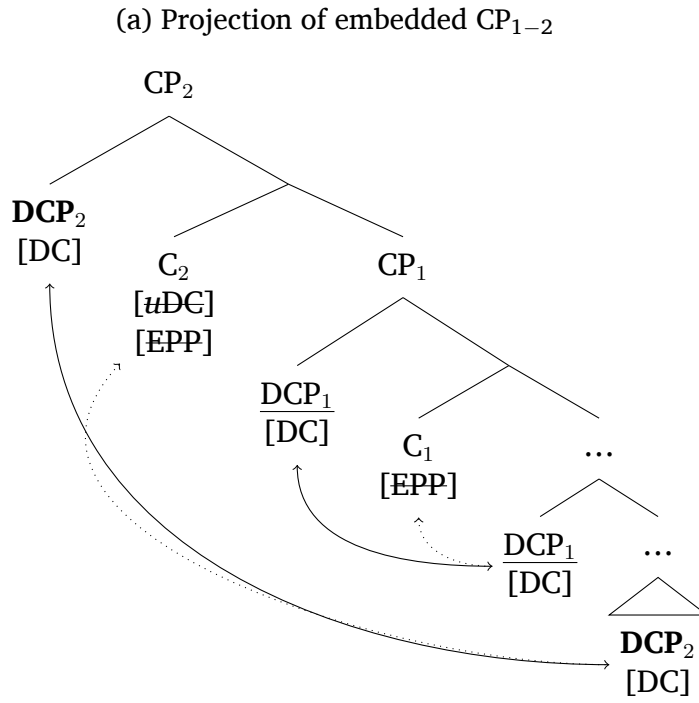 (a) Projection of embedded CP₁₋₂
CP₂
DCP₂
[DC]
C₂
[uDC]
[EPP]
CP₁
DCP₁
[DC]
C₁
[EPP]
...
DCP₁
[DC]
...
DCP₂
[DC]